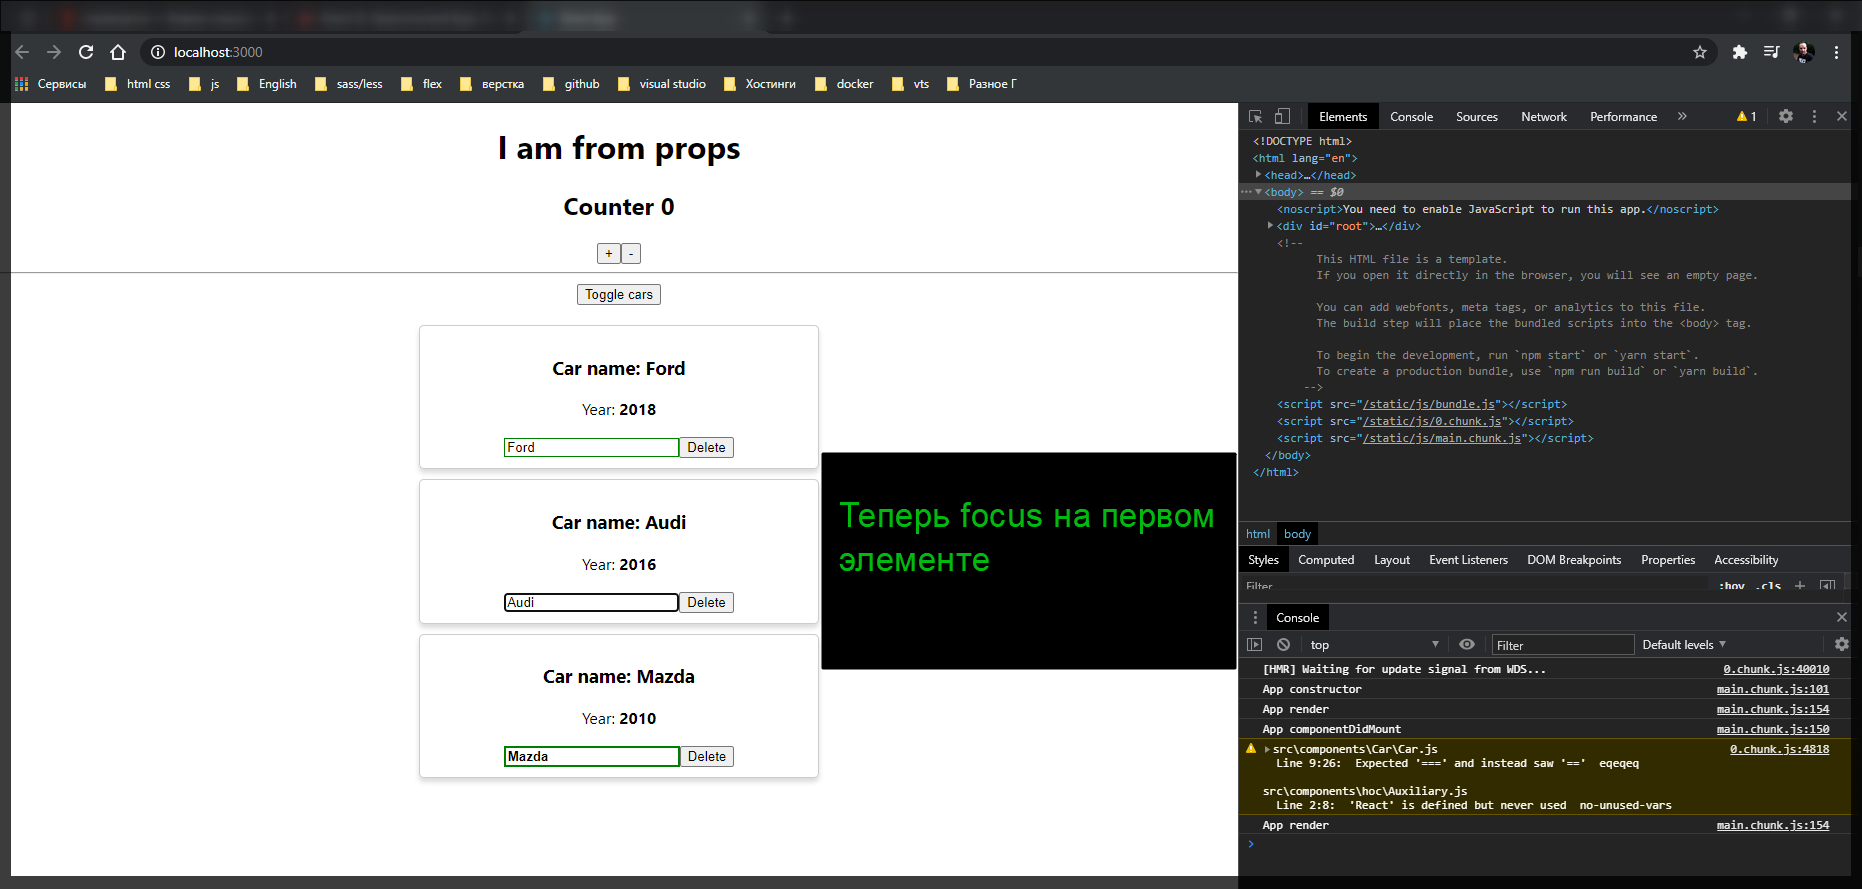 localhost:3000
Сервисы html css js English sass/less flex верстка github visual studio Хостинги docker vts Разное Г
I am from props
Counter 0
+ -
Toggle cars
Car name: Ford
Year: 2018
Ford Delete
Car name: Audi
Year: 2016
Audi Delete
Car name: Mazda
Year: 2010
Mazda Delete
Теперь focus на первом
элементе
Elements Console Sources Network Performance » 1
<!DOCTYPE html>
<html lang="en">
<head>…</head>
<body> == $0
<noscript>You need to enable JavaScript to run this app.</noscript>
<div id="root">…</div>
<!--
This HTML file is a template.
If you open it directly in the browser, you will see an empty page.
You can add webfonts, meta tags, or analytics to this file.
The build step will place the bundled scripts into the <body> tag.
To begin the development, run `npm start` or `yarn start`.
To create a production bundle, use `npm run build` or `yarn build`.
-->
<script src="/static/js/bundle.js"></script>
<script src="/static/js/0.chunk.js"></script>
<script src="/static/js/main.chunk.js"></script>
</body>
</html>
html body
Styles Computed Layout Event Listeners DOM Breakpoints Properties Accessibility
Filter :hov .cls +
Console
top Filter Default levels
[HMR] Waiting for update signal from WDS... 0.chunk.js:40010
App constructor main.chunk.js:101
App render main.chunk.js:154
App componentDidMount main.chunk.js:150
src\components\Car\Car.js 0.chunk.js:4818
Line 9:26: Expected '===' and instead saw '==' eqeqeq
src\components\hoc\Auxiliary.js
Line 2:8: 'React' is defined but never used no-unused-vars
App render main.chunk.js:154
>